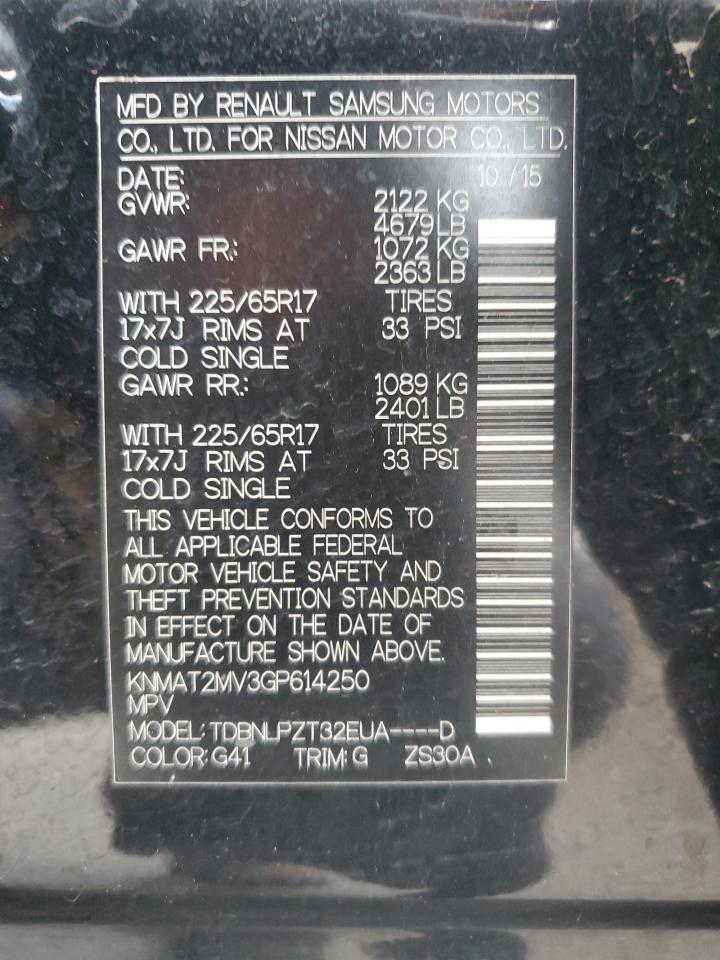 MFD BY RENAULT SAMSUNG MOTORS
CO., LTD. FOR NISSAN MOTOR CO., LTD.
DATE: 10 / 15
GVWR: 2122 KG
4679 LB
GAWR FR.: 1072 KG
2363 LB
WITH 225/65R17 TIRES
17x7J RIMS AT 33 PSI
COLD SINGLE
GAWR RR.: 1089 KG
2401 LB
WITH 225/65R17 TIRES
17x7J RIMS AT 33 PSI
COLD SINGLE
THIS VEHICLE CONFORMS TO
ALL APPLICABLE FEDERAL
MOTOR VEHICLE SAFETY AND
THEFT PREVENTION STANDARDS
IN EFFECT ON THE DATE OF
MANUFACTURE SHOWN ABOVE.
KNMAT2MV3GP614250
MPV
MODEL: TDBNLPZT32EUA----D
COLOR: G41 TRIM: G ZS30A